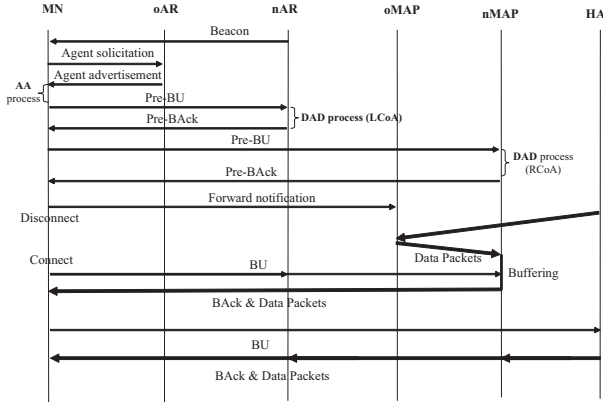 MN oAR nAR oMAP nMAP HA
Beacon
Agent solicitation
Agent advertisement
AA
process
Pre-BU
Pre-BAck
DAD process (LCoA)
Pre-BU
DAD process
(RCoA)
Pre-BAck
Forward notification
Disconnect
Data Packets
Connect
BU
Buffering
BAck & Data Packets
BU
BAck & Data Packets